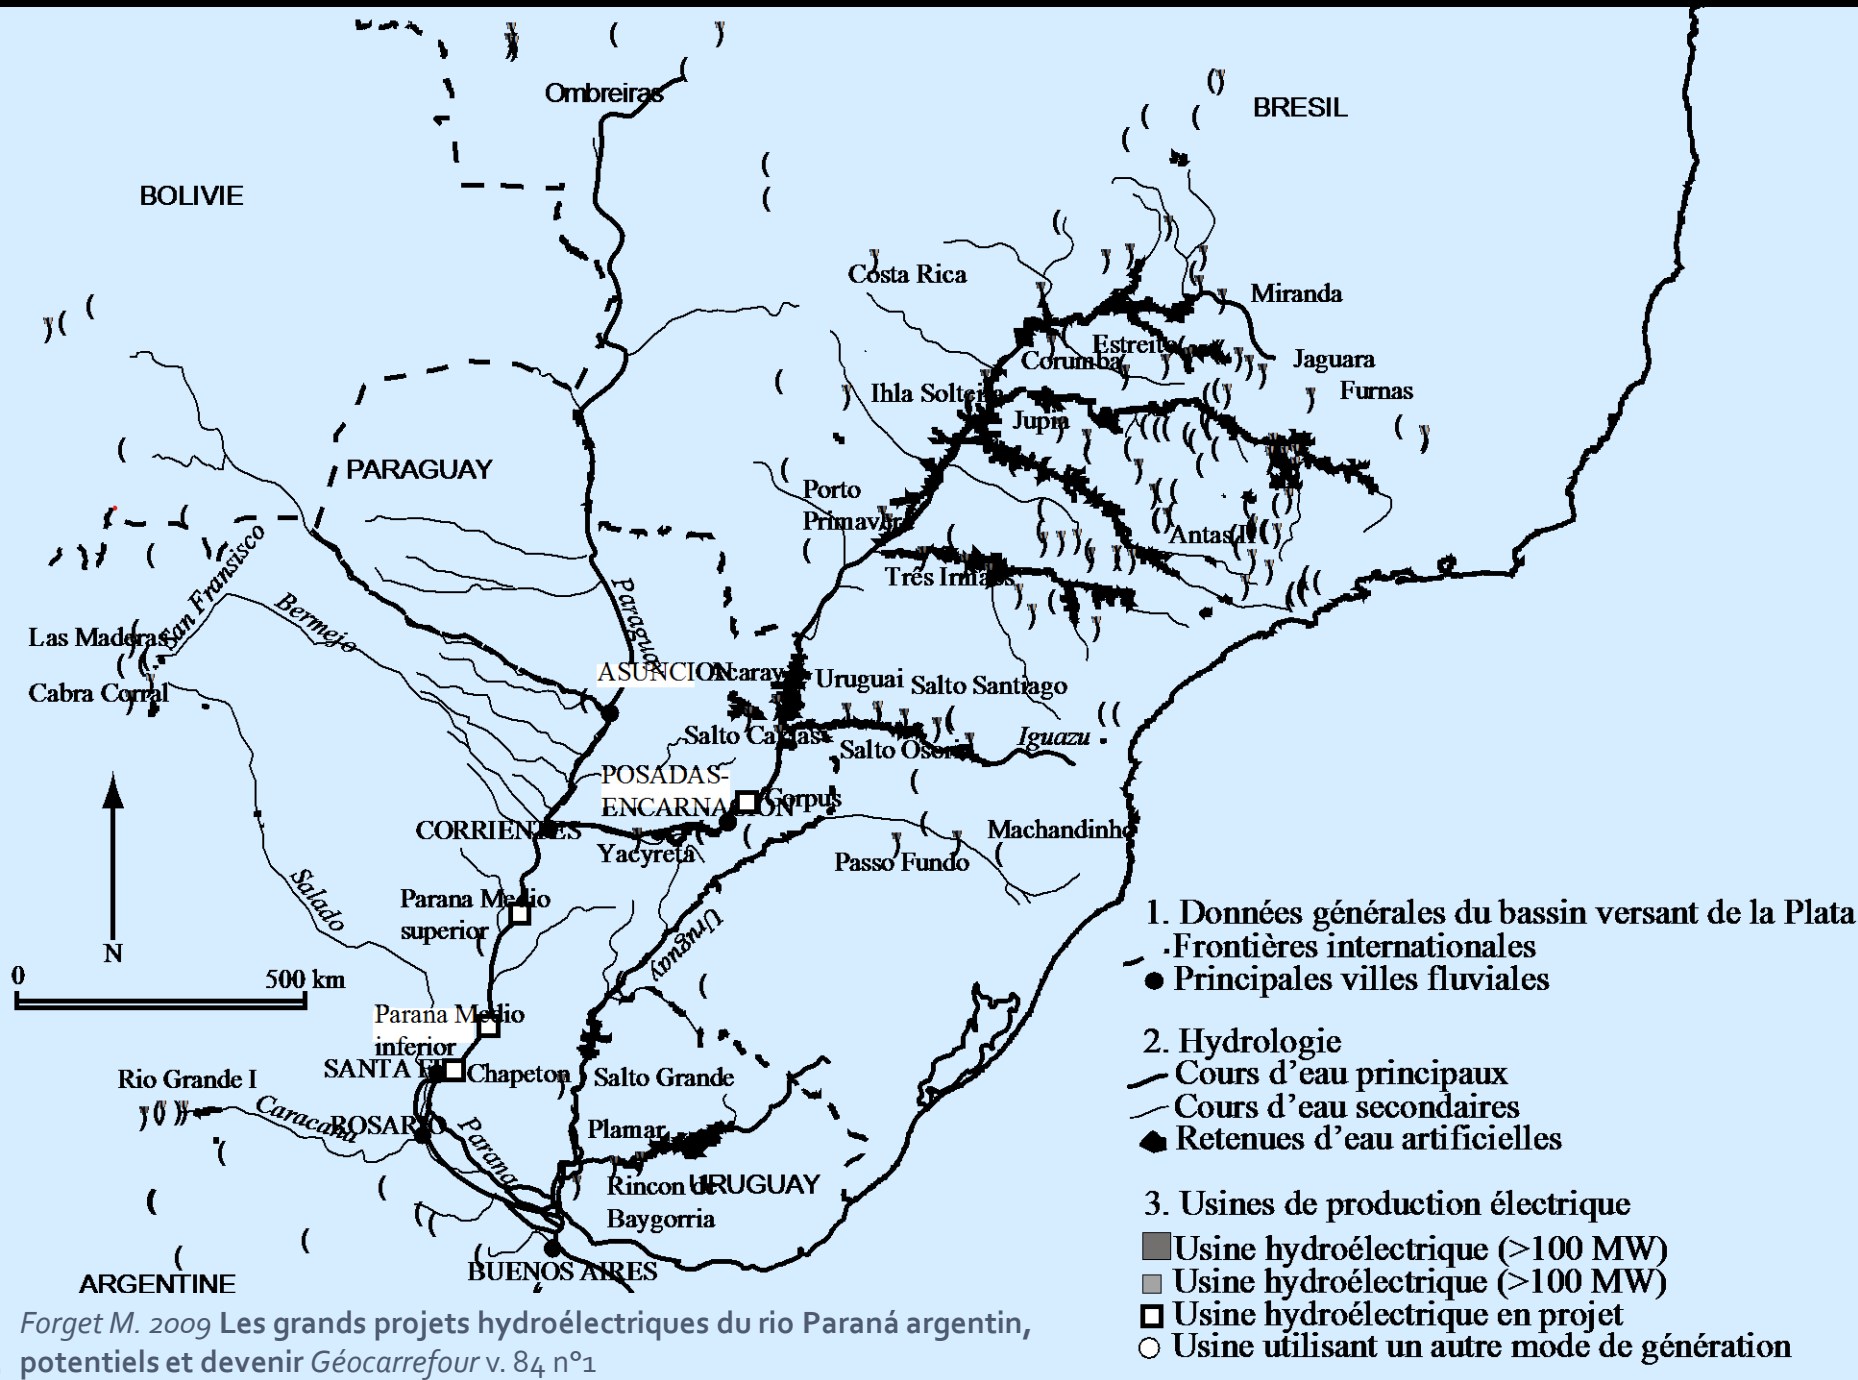 Ombreiras
BRESIL
BOLIVIE
Costa Rica
Miranda
Estreito
Corumba
Jaguara
Ihla Solteira
Furnas
Jupia
PARAGUAY
Porto
Primavera
Antas II
San Fransisco
Três Irmaos
Bermejo
Paraguay
Las Maderas
Cabra Corral
ASUNCION
Acaray
Uruguai
Salto Santiago
Salto Caxias
Salto Osorio
Iguazu
POSADAS-
ENCARNACION
Corpus
CORRIENTES
Yacyreta
Machandinho
Passo Fundo
Salado
Parana Medio
superior
Uruguay
N
0
500 km
Parana Medio
inferior
SANTA FE
Chapeton
Salto Grande
Rio Grande I
Caracana
ROSARIO
Parana
Plamar
Rincon de
Baygorria
URUGUAY
BUENOS AIRES
ARGENTINE
1. Données générales du bassin versant de la Plata
Frontières internationales
Principales villes fluviales
2. Hydrologie
Cours d'eau principaux
Cours d'eau secondaires
Retenues d'eau artificielles
3. Usines de production électrique
Usine hydroélectrique (>100 MW)
Usine hydroélectrique (>100 MW)
Usine hydroélectrique en projet
Usine utilisant un autre mode de génération
Forget M. 2009 Les grands projets hydroélectriques du rio Paraná argentin,
potentiels et devenir Géocarrefour v. 84 n°1